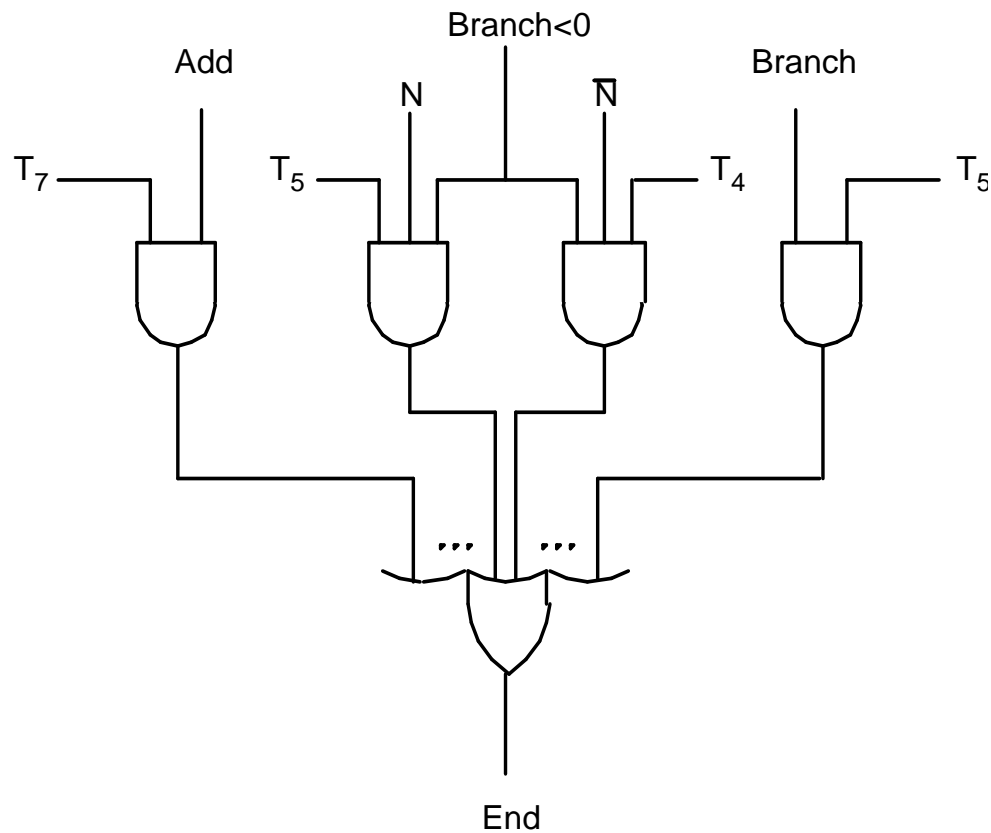 Branch<0
Add
Branch
N
N̅
T₇
T₅
T₄
T₅
...
...
End